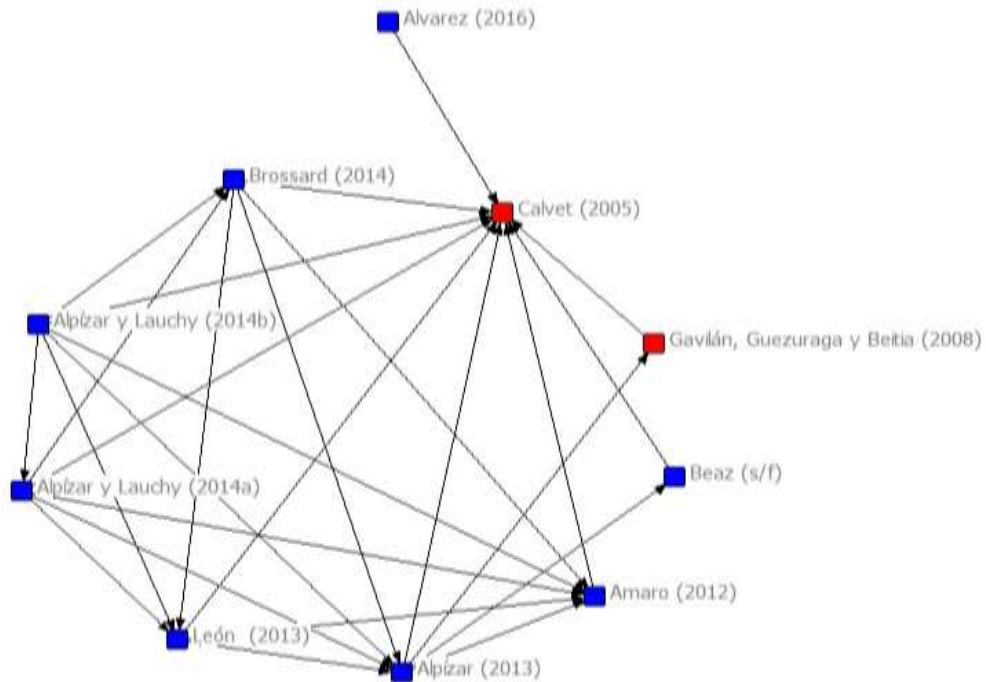 Alvarez (2016)
Brossard (2014)
Calvet (2005)
Alpízar y Lauchy (2014b)
Gavilán, Guezuraga y Beitia (2008)
Beaz (s/f)
Alpízar y Lauchy (2014a)
Amaro (2012)
León (2013)
Alpízar (2013)